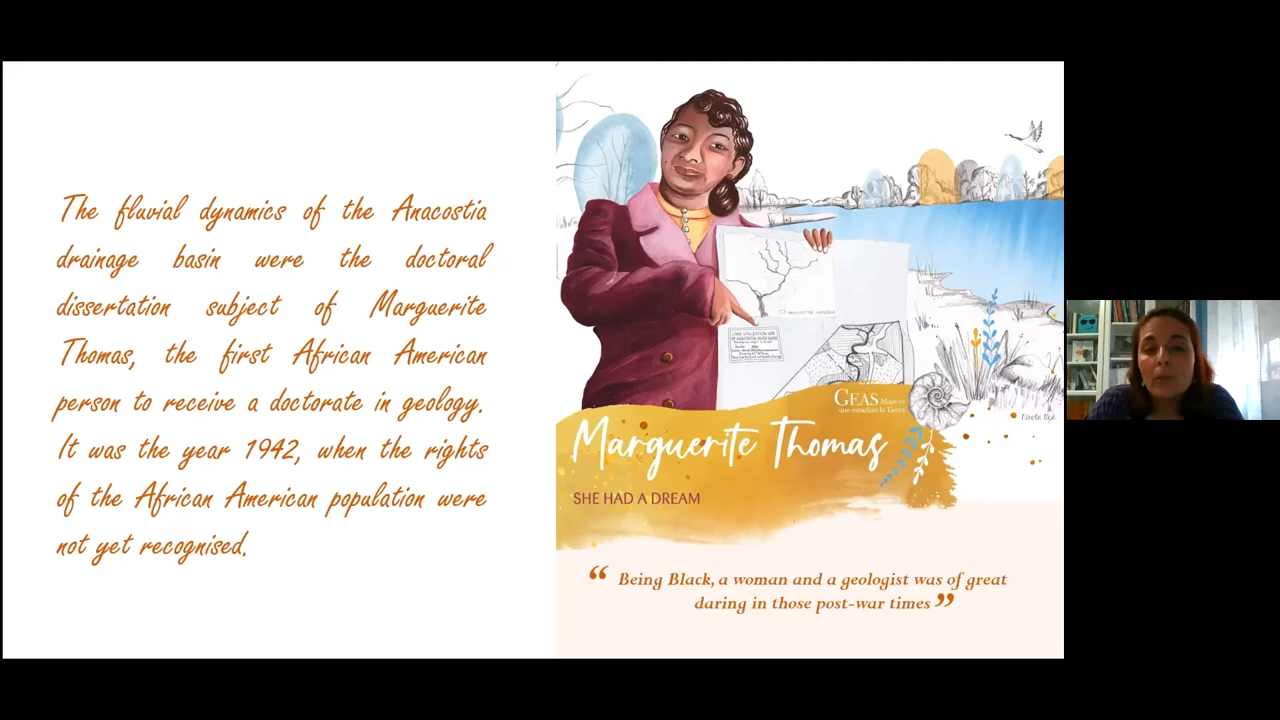 The fluvial dynamics of the Anacostia
drainage basin were the doctoral
dissertation subject of Marguerite
Thomas, the first African American
person to receive a doctorate in geology.
It was the year 1942, when the rights
of the African American population were
not yet recognised.
GEAS Mujeres
que estudian la Tierra
Marguerite Thomas
SHE HAD A DREAM
“ Being Black, a woman and a geologist was of great
daring in those post-war times ”